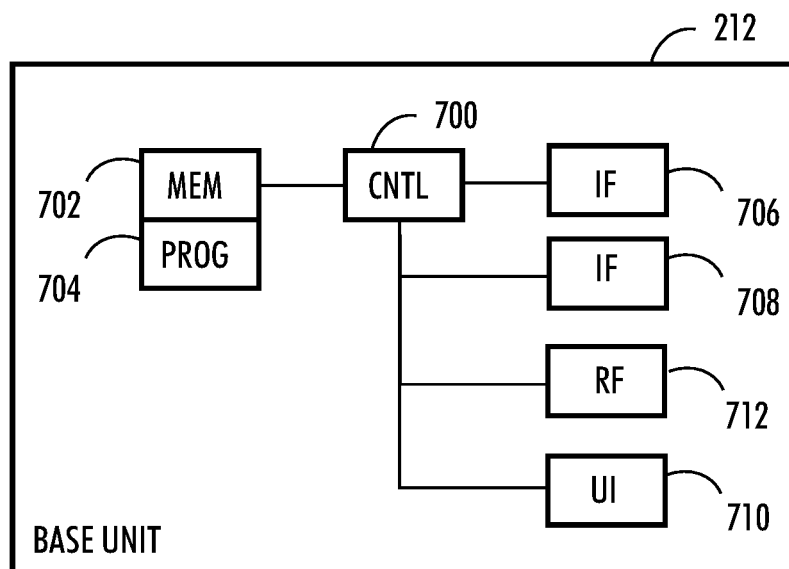 212
700
702
MEM
CNTL
IF
706
704
PROG
IF
708
RF
712
UI
710
BASE UNIT